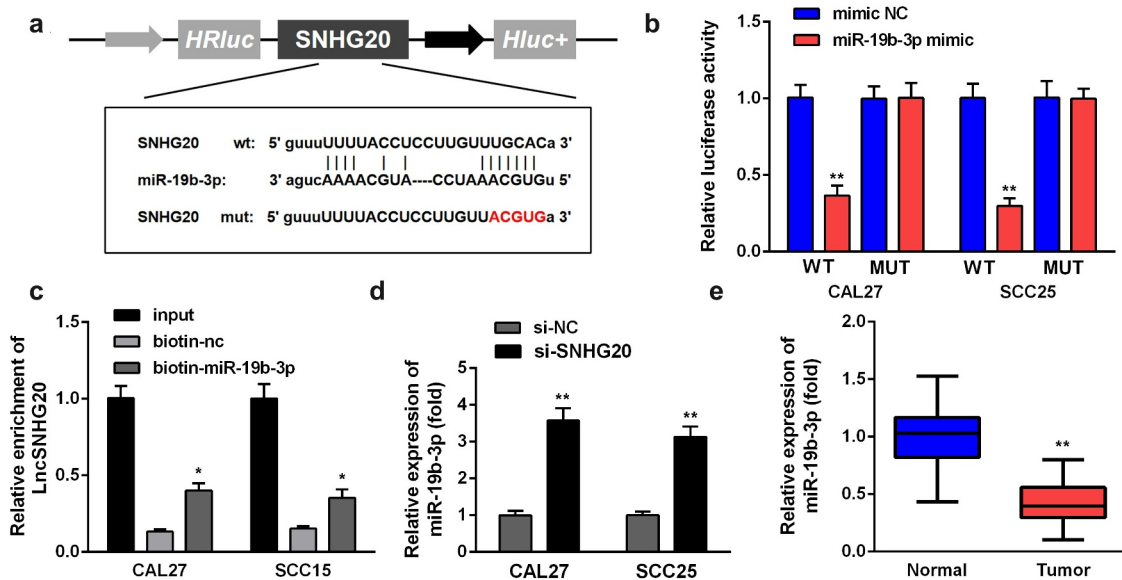 a
HRluc SNHG20 Hluc+
SNHG20 wt: 5' guuuUUUUACCUCCUUGUUUGCACa 3'
miR-19b-3p: 3' agucAAAACGUA----CCUAAACGUGu 5'
SNHG20 mut: 5' guuuUUUUACCUCCUUGUUACGUGa 3'
b
mimic NC
miR-19b-3p mimic
Relative luciferase activity
1.5
1.0
0.5
0.0
** **
WT MUT WT MUT
CAL27 SCC25
c
input
biotin-nc
biotin-miR-19b-3p
Relative enrichment of
LncSNHG20
1.5
1.0
0.5
0.0
* *
CAL27 SCC15
d
si-NC
si-SNHG20
Relative expression of
miR-19b-3p (fold)
5
4
3
2
1
0
** **
CAL27 SCC25
e
Relative expression of
miR-19b-3p (fold)
2.0
1.5
1.0
0.5
0.0
**
Normal Tumor